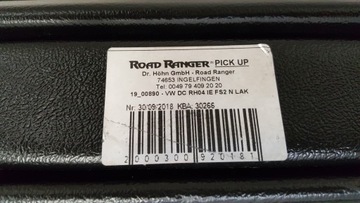 ROAD RANGER® PICK UP
Dr. Höhn GmbH - Road Ranger
74653 INGELFINGEN
Tel. 0049 79 409 20 20
19_00890 - VW DC RH04 IE FS2 N LAK
Nr. 30/09/2018 KBA: 30266
2000300920181